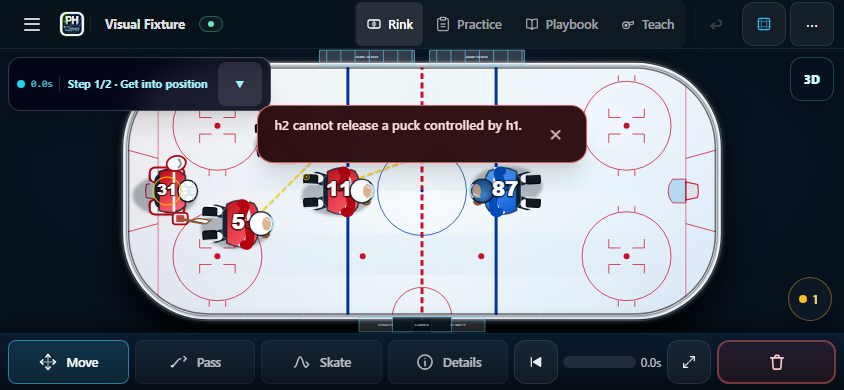 PH
Visual Fixture
Rink
Practice
Playbook
Teach
...
0.0s
Step 1/2 · Get into position
3D
h2 cannot release a puck controlled by h1.
31
5
11
87
1
Move
Pass
Skate
Details
0.0s